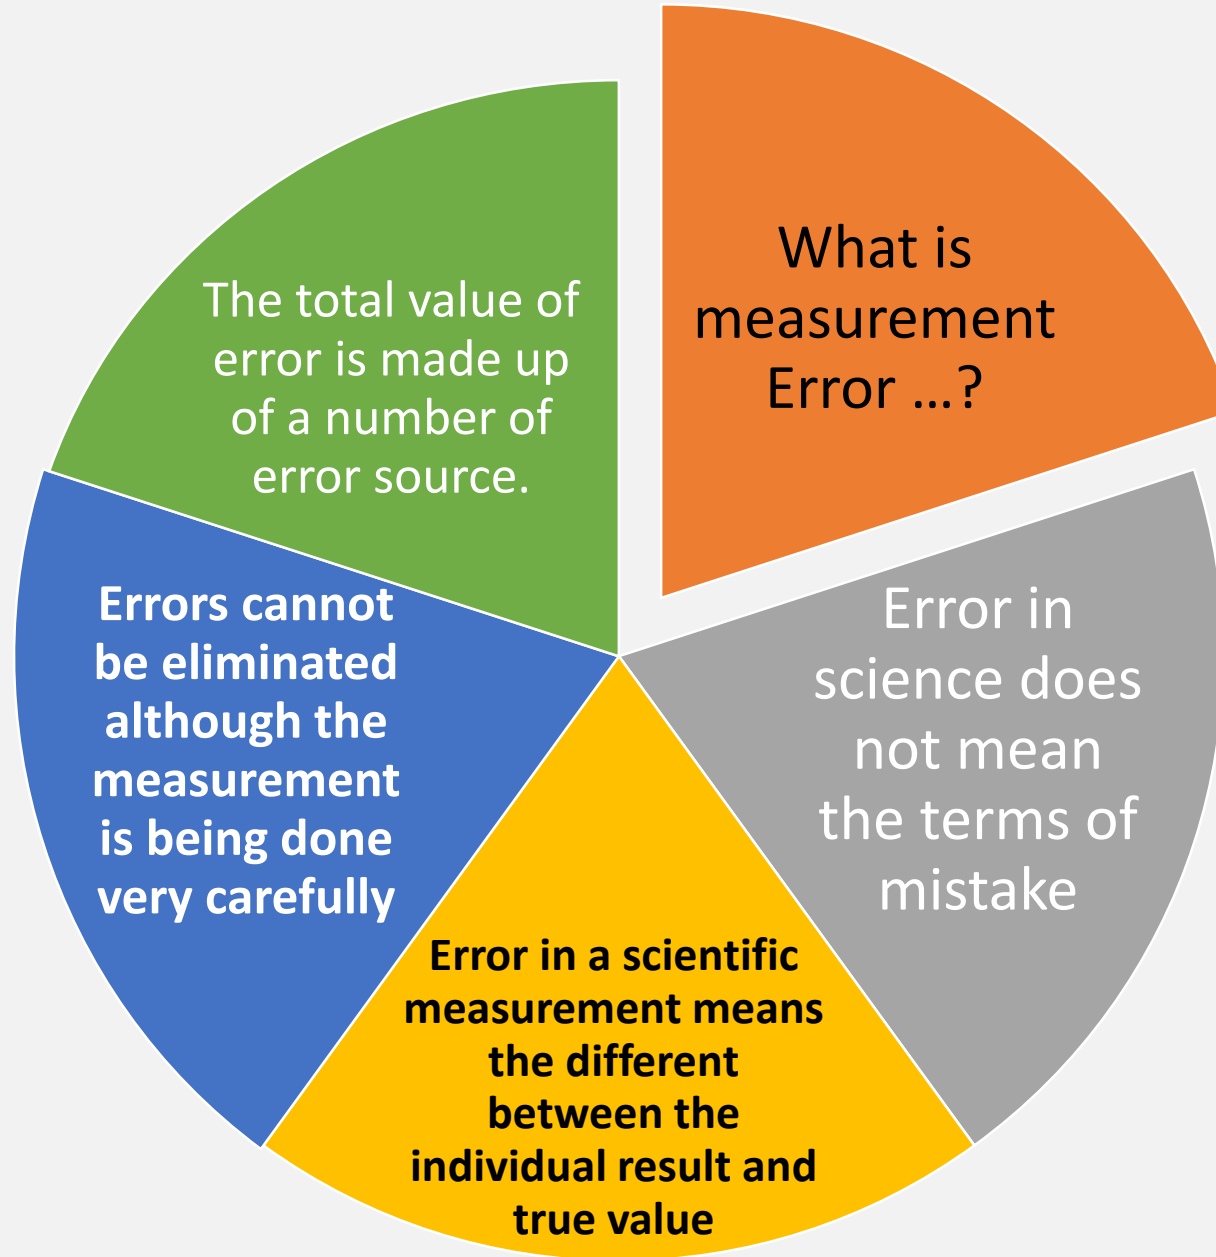 What is
measurement
Error ...?
Error in
science does
not mean
the terms of
mistake
Error in a scientific
measurement means
the different
between the
individual result and
true value
Errors cannot
be eliminated
although the
measurement
is being done
very carefully
The total value of
error is made up
of a number of
error source.